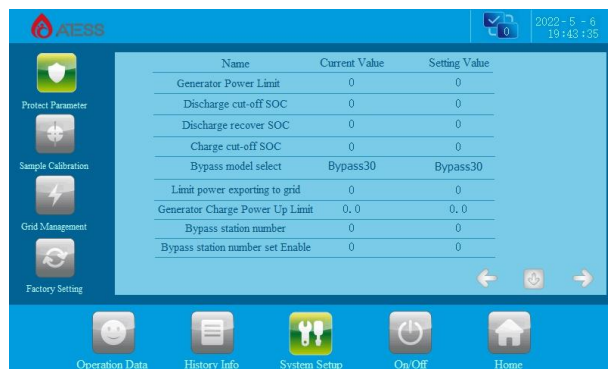 ATESS
0
2022-5-6
19:43:35
Name Current Value Setting Value
Generator Power Limit 0 0
Discharge cut-off SOC 0 0
Discharge recover SOC 0 0
Charge cut-off SOC 0 0
Bypass model select Bypass30 Bypass30
Limit power exporting to grid 0 0
Generator Charge Power Up Limit 0.0 0.0
Bypass station number 0 0
Bypass station number set Enable 0 0
Protect Parameter
Sample Calibration
Grid Management
Factory Setting
Operation Data History Info System Setup On/Off Home